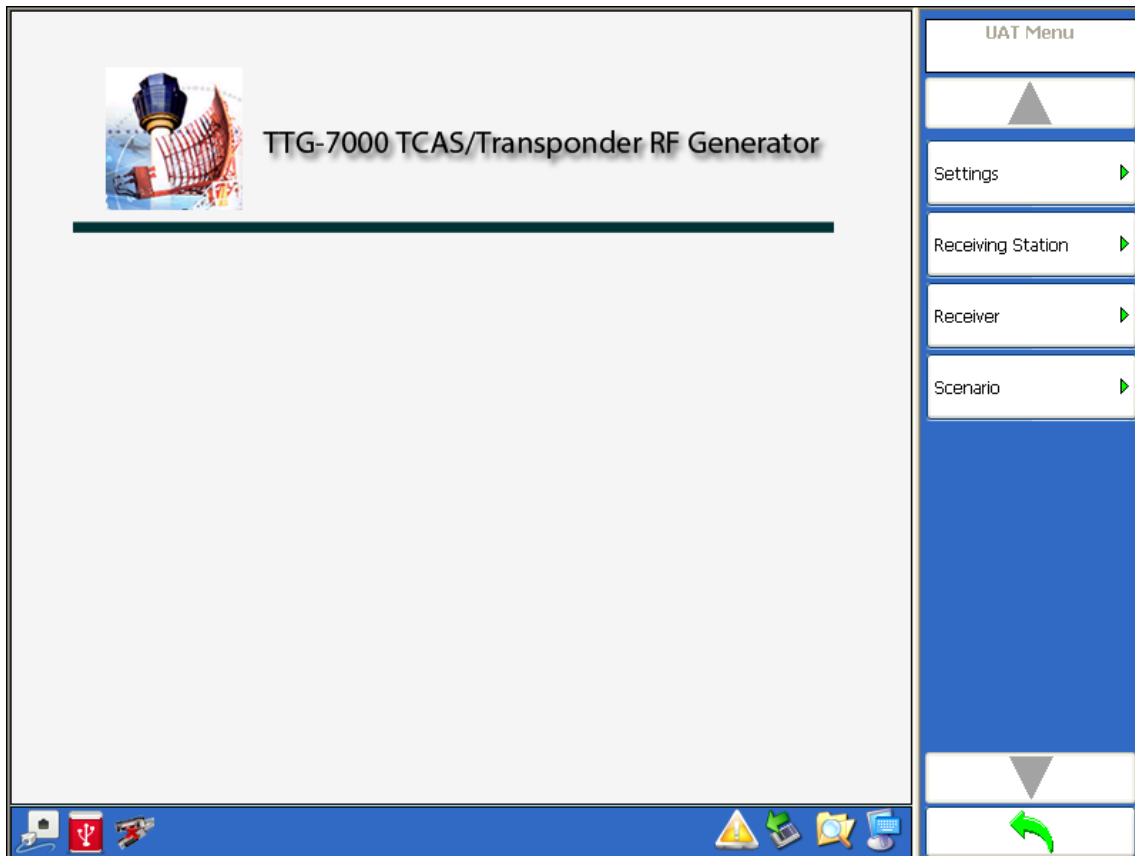 UAT Menu
TTG-7000 TCAS/Transponder RF Generator
Settings
Receiving Station
Receiver
Scenario